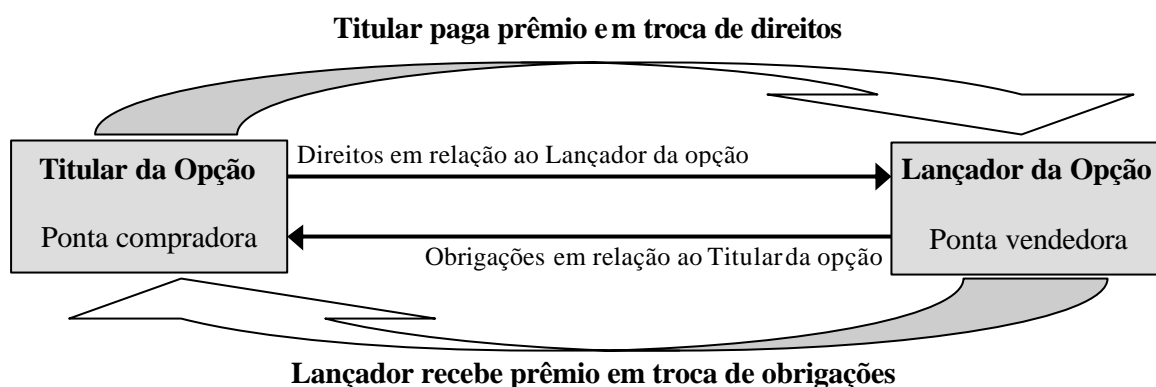 Titular paga prêmio em troca de direitos
Titular da Opção
Ponta compradora
Direitos em relação ao Lançador da opção
Obrigações em relação ao Titular da opção
Lançador da Opção
Ponta vendedora
Lançador recebe prêmio em troca de obrigações